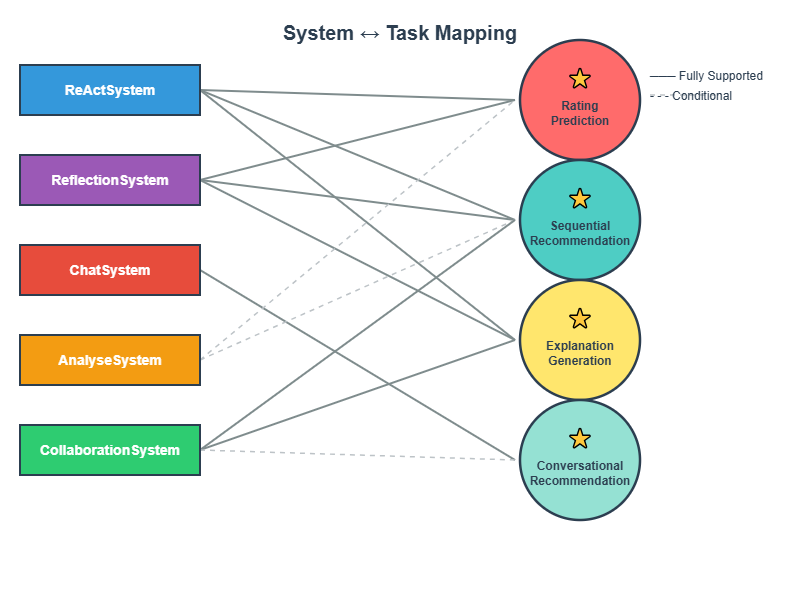 System ↔ Task Mapping
ReActSystem
ReflectionSystem
ChatSystem
AnalyseSystem
CollaborationSystem
Rating
Prediction
Sequential
Recommendation
Explanation
Generation
Conversational
Recommendation
—— Fully Supported
- - - Conditional